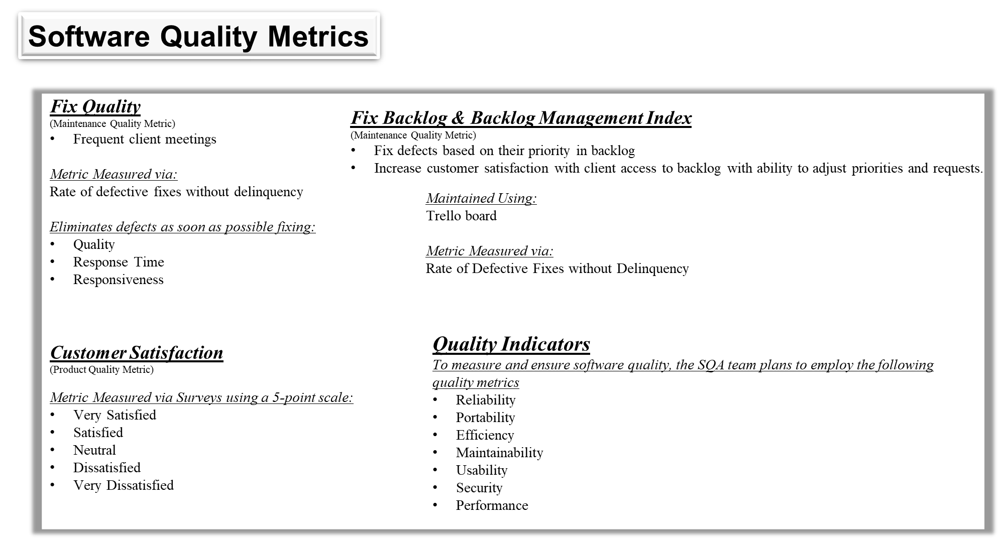 Software Quality Metrics
Fix Quality
(Maintenance Quality Metric)
• Frequent client meetings
Metric Measured via:
Rate of defective fixes without delinquency
Eliminates defects as soon as possible fixing:
• Quality
• Response Time
• Responsiveness
Fix Backlog & Backlog Management Index
(Maintenance Quality Metric)
• Fix defects based on their priority in backlog
• Increase customer satisfaction with client access to backlog with ability to adjust priorities and requests.
Maintained Using:
Trello board
Metric Measured via:
Rate of Defective Fixes without Delinquency
Customer Satisfaction
(Product Quality Metric)
Metric Measured via Surveys using a 5-point scale:
• Very Satisfied
• Satisfied
• Neutral
• Dissatisfied
• Very Dissatisfied
Quality Indicators
To measure and ensure software quality, the SQA team plans to employ the following
quality metrics
• Reliability
• Portability
• Efficiency
• Maintainability
• Usability
• Security
• Performance